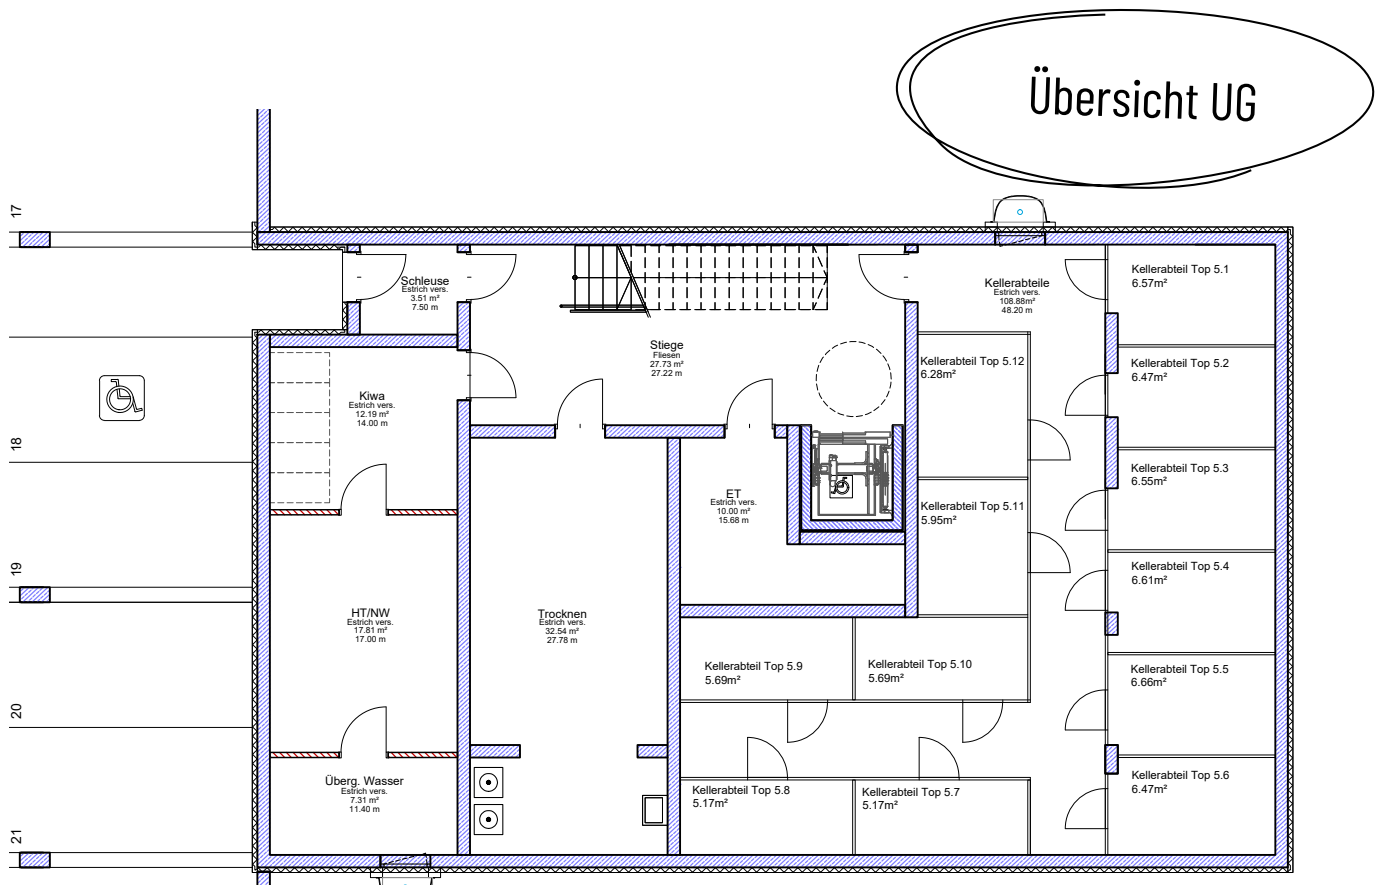 Übersicht UG
17
18
19
20
21
Schleuse
Estrich vers.
3.51 m²
7.50 m
Kiwa
Estrich vers.
12.19 m²
14.00 m
HT/NW
Estrich vers.
17.81 m²
17.00 m
Überg. Wasser
Estrich vers.
7.31 m²
11.40 m
Stiege
Fliesen
27.73 m²
27.22 m
Trocknen
Estrich vers.
32.54 m²
27.78 m
ET
Estrich vers.
10.00 m²
15.68 m
Kellerabteile
Estrich vers.
108.88m²
48.20 m
Kellerabteil Top 5.12
6.28m²
Kellerabteil Top 5.11
5.95m²
Kellerabteil Top 5.9
5.69m²
Kellerabteil Top 5.10
5.69m²
Kellerabteil Top 5.8
5.17m²
Kellerabteil Top 5.7
5.17m²
Kellerabteil Top 5.1
6.57m²
Kellerabteil Top 5.2
6.47m²
Kellerabteil Top 5.3
6.55m²
Kellerabteil Top 5.4
6.61m²
Kellerabteil Top 5.5
6.66m²
Kellerabteil Top 5.6
6.47m²